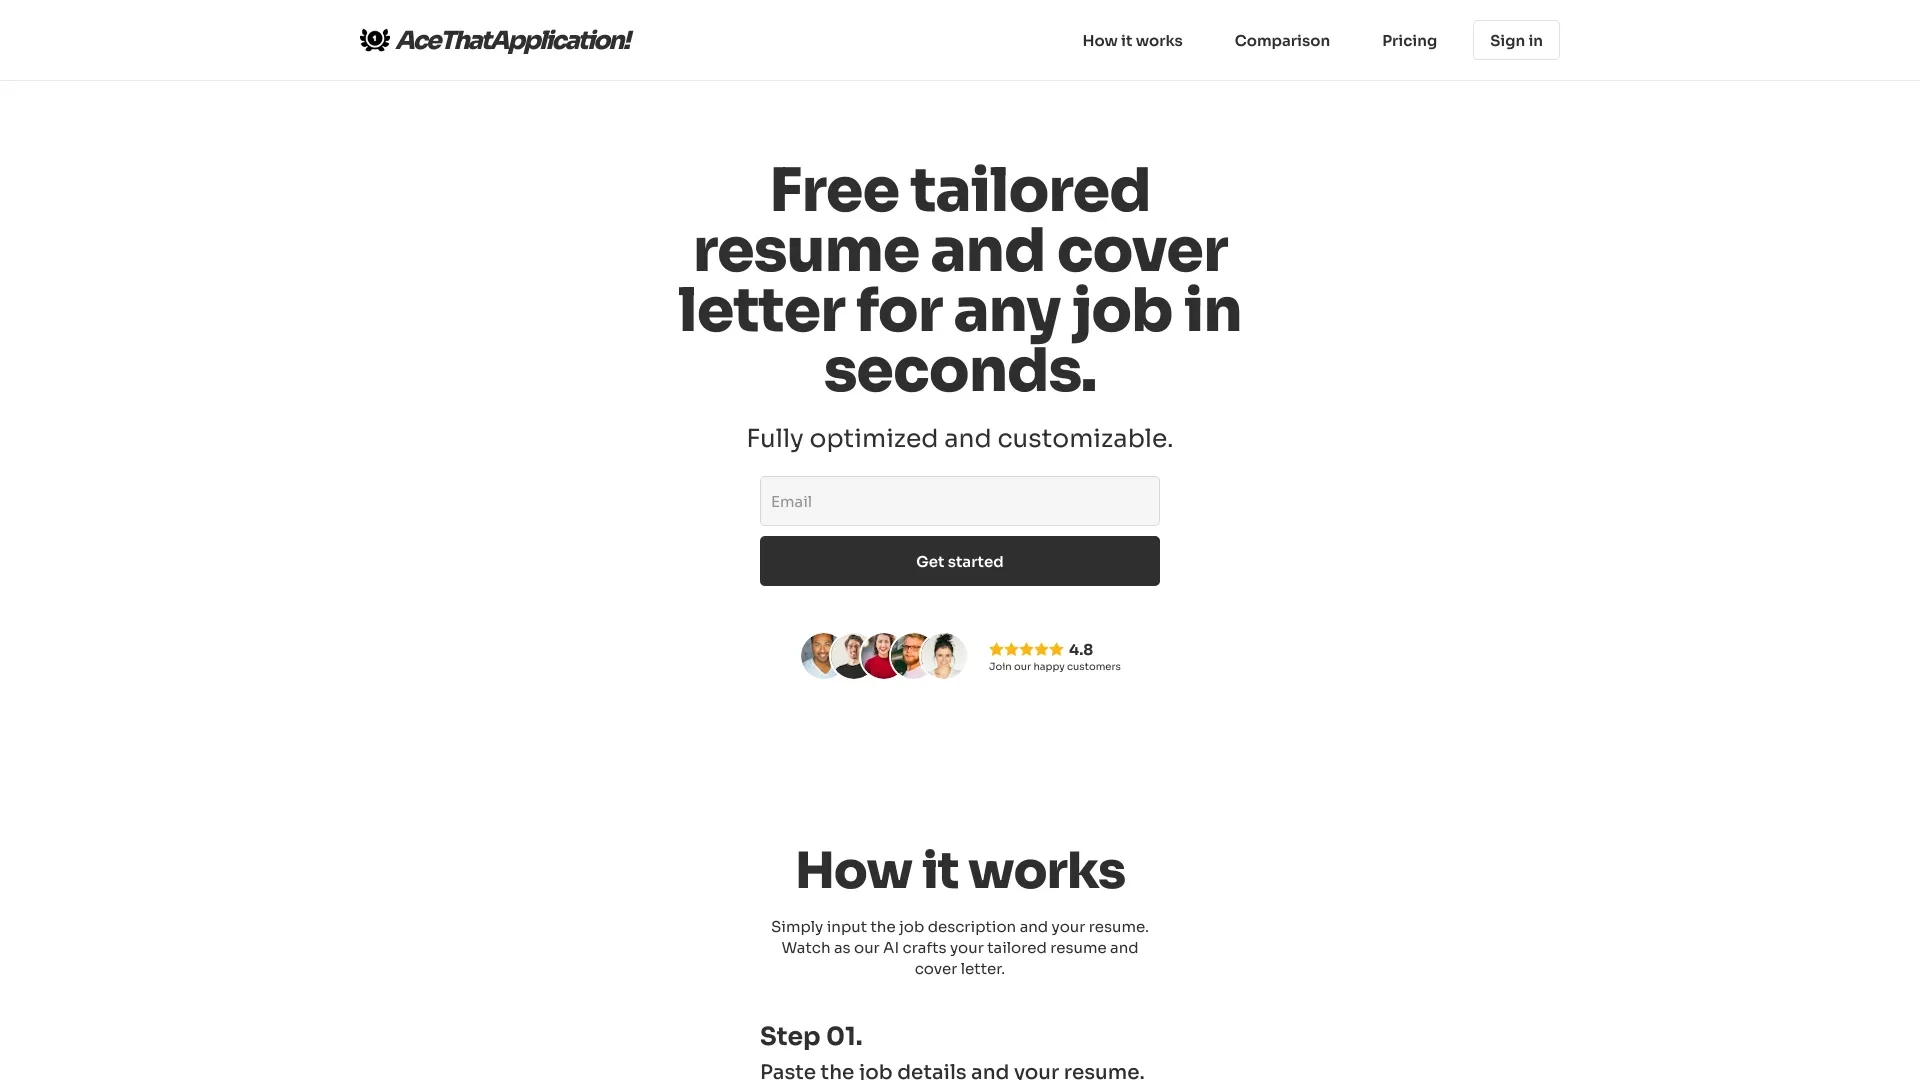 AceThatApplication!
How it works
Comparison
Pricing
Sign in
Free tailored
resume and cover
letter for any job in
seconds.
Fully optimized and customizable.
Email
Get started
4.8
Join our happy customers
How it works
Simply input the job description and your resume.
Watch as our AI crafts your tailored resume and
cover letter.
Step 01.
Paste the job details and your resume.